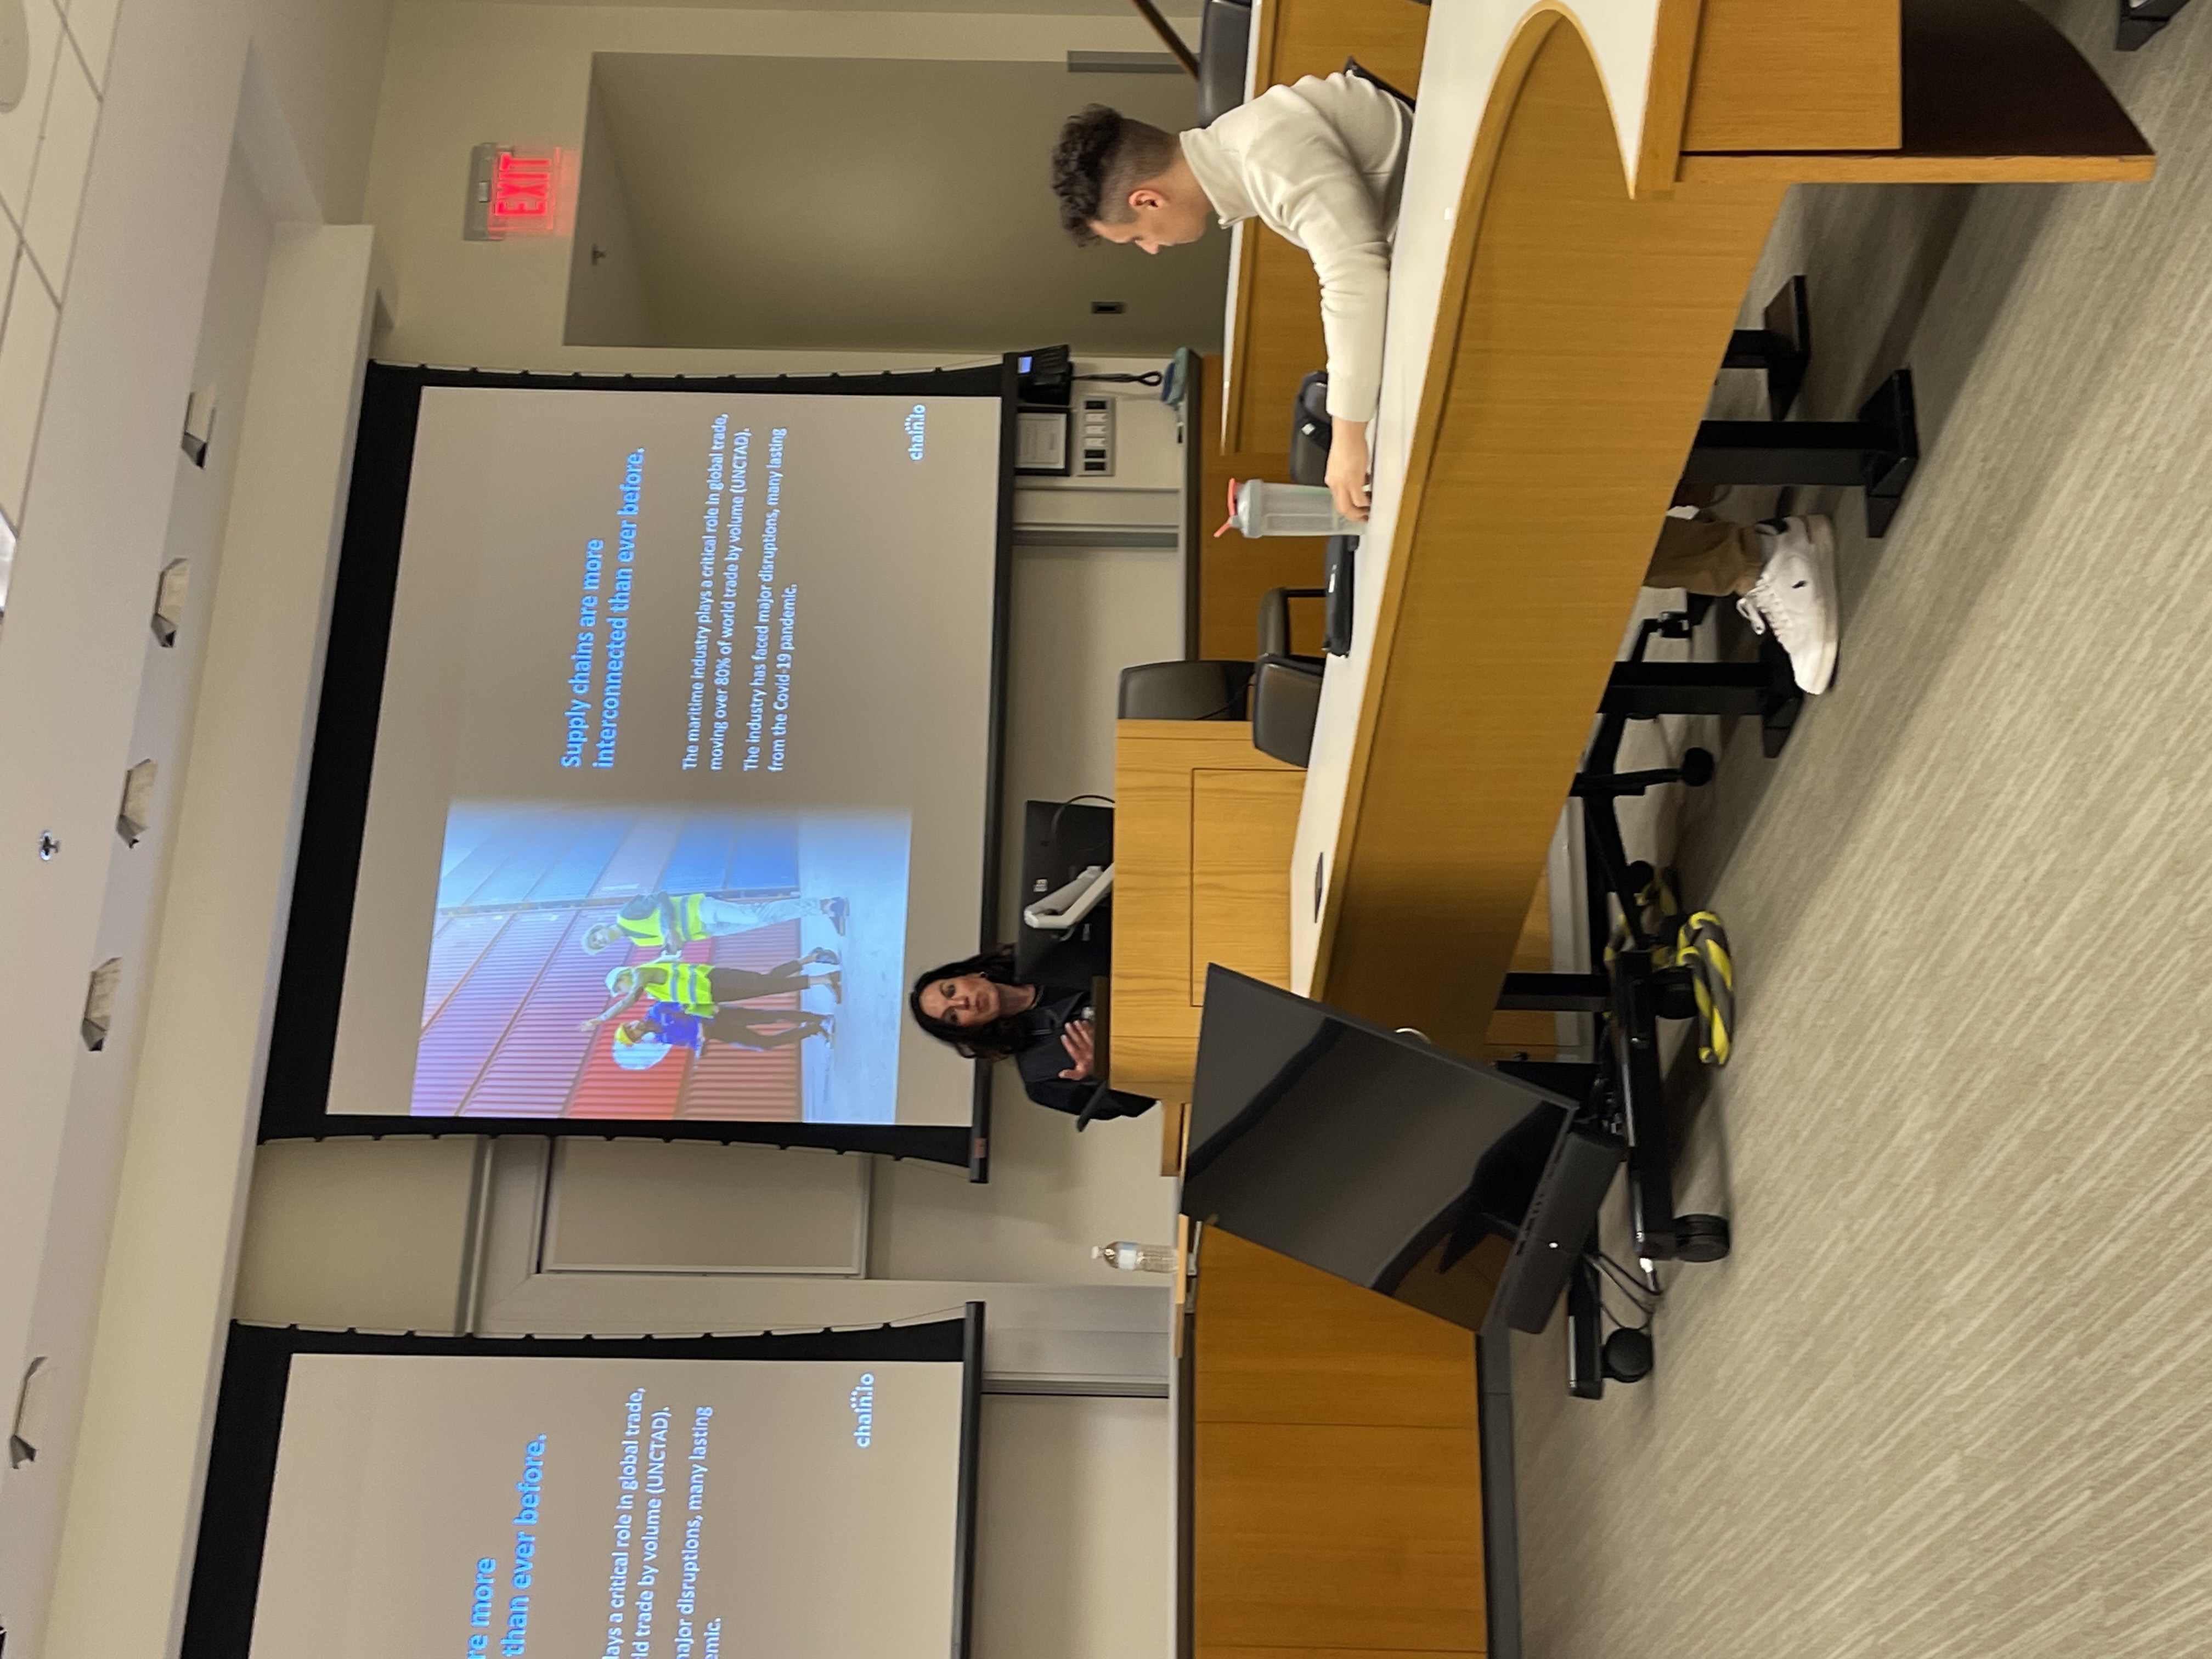 re more
than ever before.
lays a critical role in global trade,
ld trade by volume (UNCTAD).
major disruptions, many lasting
emic.
chain.io
Supply chains are more
interconnected than ever before.
The maritime industry plays a critical role in global trade,
moving over 80% of world trade by volume (UNCTAD).
The industry has faced major disruptions, many lasting
from the Covid-19 pandemic.
chain.io
EXIT
elo